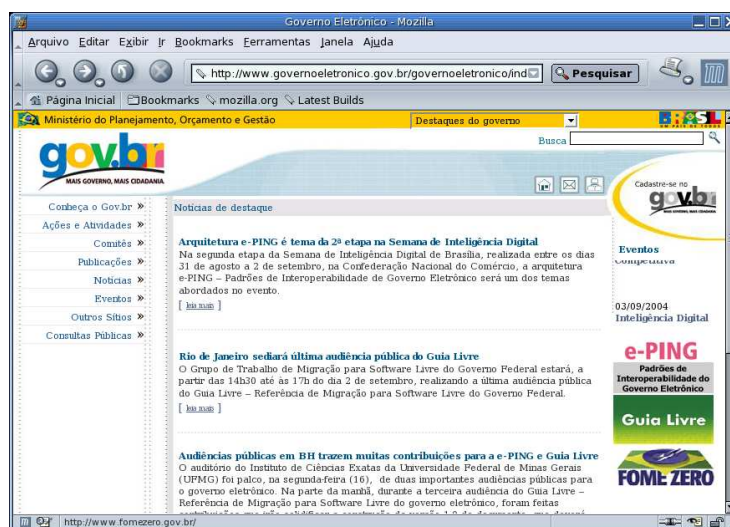 Governo Eletrônico - Mozilla
Arquivo Editar Exibir Ir Bookmarks Ferramentas Janela Ajuda
http://www.governoeletronico.gov.br/governoeletronico/ind
Pesquisar
Página Inicial Bookmarks mozilla.org Latest Builds
Ministério do Planejamento, Orçamento e Gestão
Destaques do governo
BRASIL
UM PAÍS DE TODOS
Busca
gov.br
MAIS GOVERNO, MAIS CIDADANIA
Cadastre-se no
gov.br
Conheça o Gov.br »
Ações e Atividades »
Comitês »
Publicações »
Notícias »
Eventos »
Outros Sítios »
Consultas Públicas »
Notícias de destaque
Arquitetura e-PING é tema da 2ª etapa na Semana de Inteligência Digital
Na segunda etapa da Semana de Inteligência Digital de Brasília, realizada entre os dias
31 de agosto a 2 de setembro, na Confederação Nacional do Comércio, a arquitetura
e-PING – Padrões de Interoperabilidade de Governo Eletrônico será um dos temas
abordados no evento.
[ leia mais ]
Rio de Janeiro sediará última audiência pública do Guia Livre
O Grupo de Trabalho de Migração para Software Livre do Governo Federal estará, a
partir das 14h30 até às 17h do dia 2 de setembro, realizando a última audiência pública
do Guia Livre – Referência de Migração para Software Livre do Governo Federal.
[ leia mais ]
Audiências públicas em BH trazem muitas contribuições para a e-PING e Guia Livre
O auditório do Instituto de Ciências Exatas da Universidade Federal de Minas Gerais
(UFMG) foi palco, na segunda-feira (16), de duas importantes audiências públicas para
o governo eletrônico. Na parte da manhã, durante a terceira audiência do Guia Livre –
Referência de Migração para Software Livre do governo eletrônico, foram feitas
Eventos
Competitiva
03/09/2004
Inteligência Digital
e-PING
Padrões de
Interoperabilidade do
Governo Eletrônico
Guia Livre
FOME ZERO
http://www.fomezero.gov.br/